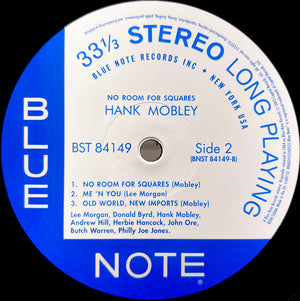 33 1/3 STEREO LONG PLAYING
BLUE NOTE RECORDS INC • NEW YORK USA
NO ROOM FOR SQUARES
HANK MOBLEY
BST 84149
Side 2
(BNST 84149-B)
1. NO ROOM FOR SQUARES (Mobley)
2. ME 'N YOU (Lee Morgan)
3. OLD WORLD, NEW IMPORTS (Mobley)
Lee Morgan, Donald Byrd, Hank Mobley,
Andrew Hill, Herbie Hancock, John Ore,
Butch Warren, Philly Joe Jones.
BLUE
NOTE®